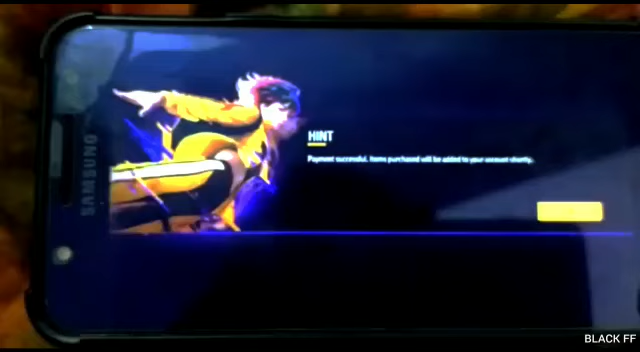 SAMSUNG
HINT
Payment successful. Items purchased will be added to your account shortly.
BLACK FF